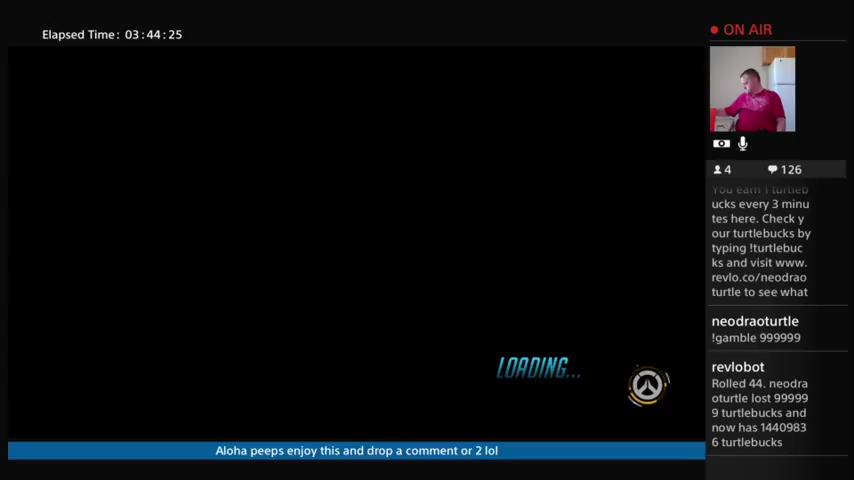 Elapsed Time: 03:44:25
ON AIR
4
126
You earn 1 turtleb
ucks every 3 minu
tes here. Check y
our turtlebucks by
typing !turtlebuc
ks and visit www.
revlo.co/neodrao
turtle to see what
neodraoturtle
!gamble 999999
revlobot
Rolled 44. neodra
oturtle lost 99999
9 turtlebucks and
now has 1440983
6 turtlebucks
LOADING...
Aloha peeps enjoy this and drop a comment or 2 lol